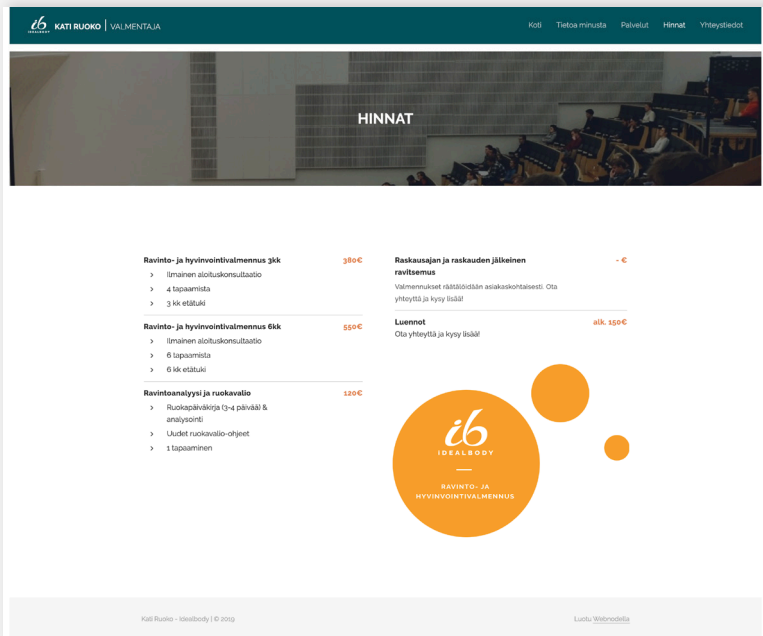 ib
IDEALBODY
KATI RUOKO | VALMENTAJA
Koti Tietoa minusta Palvelut Hinnat Yhteystiedot
HINNAT
Ravinto- ja hyvinvointivalmennus 3kk 380€
> Ilmainen aloituskonsultaatio
> 4 tapaamista
> 3 kk etätuki
Ravinto- ja hyvinvointivalmennus 6kk 550€
> Ilmainen aloituskonsultaatio
> 6 tapaamista
> 6 kk etätuki
Ravintoanalyysi ja ruokavalio 120€
> Ruokapäiväkirja (3-4 päivää) &
analysointi
> Uudet ruokavalio-ohjeet
> 1 tapaaminen
Raskausajan ja raskauden jälkeinen - €
ravitsemus
Valmennukset räätälöidään asiakaskohtaisesti. Ota
yhteyttä ja kysy lisää!
Luennot alk. 150€
Ota yhteyttä ja kysy lisää!
ib
IDEALBODY
RAVINTO- JA
HYVINVOINTIVALMENNUS
Kati Ruoko - Idealbody | © 2019
Luotu Webnodella